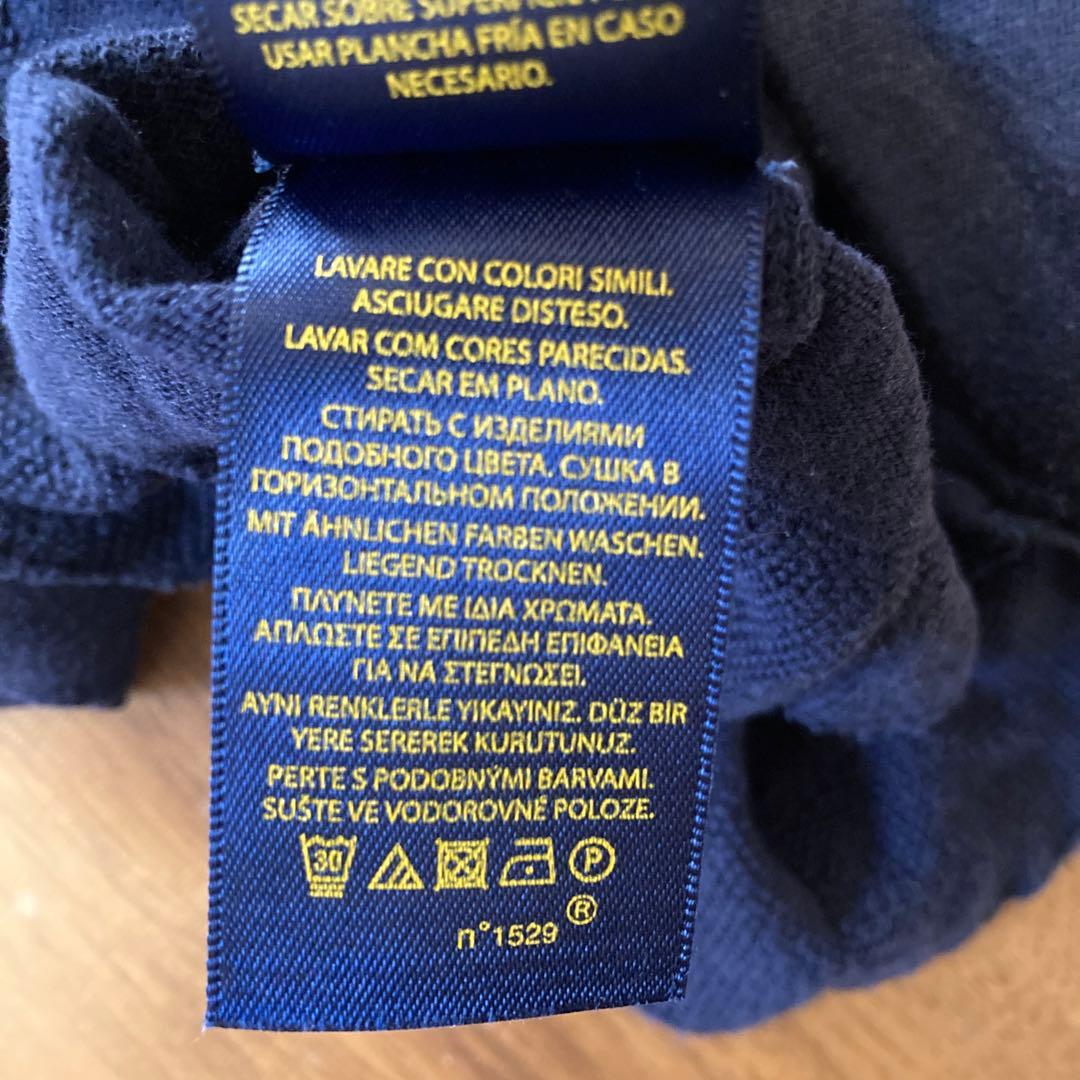 SECAR SOBRE SUPERFICIE
USAR PLANCHA FRÍA EN CASO
NECESARIO.
LAVARE CON COLORI SIMILI.
ASCIUGARE DISTESO.
LAVAR COM CORES PARECIDAS.
SECAR EM PLANO.
СТИРАТЬ С ИЗДЕЛИЯМИ
ПОДОБНОГО ЦВЕТА. СУШКА В
ГОРИЗОНТАЛЬНОМ ПОЛОЖЕНИИ.
MIT ÄHNLICHEN FARBEN WASCHEN.
LIEGEND TROCKNEN.
ΠΛΥΝΕΤΕ ΜΕ ΙΔΙΑ ΧΡΩΜΑΤΑ.
ΑΠΛΩΣΤΕ ΣΕ ΕΠΙΠΕΔΗ ΕΠΙΦΑΝΕΙΑ
ΓΙΑ ΝΑ ΣΤΕΓΝΩΣΕΙ.
AYNI RENKLERLE YIKAYINIZ. DÜZ BIR
YERE SEREREK KURUTUNUZ.
PERTE S PODOBNÝMI BARVAMI.
SUŠTE VE VODOROVNÉ POLOZE.
30 P
®
n°1529